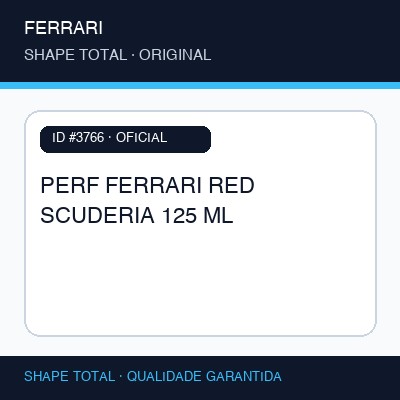 FERRARI
SHAPE TOTAL · ORIGINAL
ID #3766 · OFICIAL
PERF FERRARI RED
SCUDERIA 125 ML
SHAPE TOTAL · QUALIDADE GARANTIDA